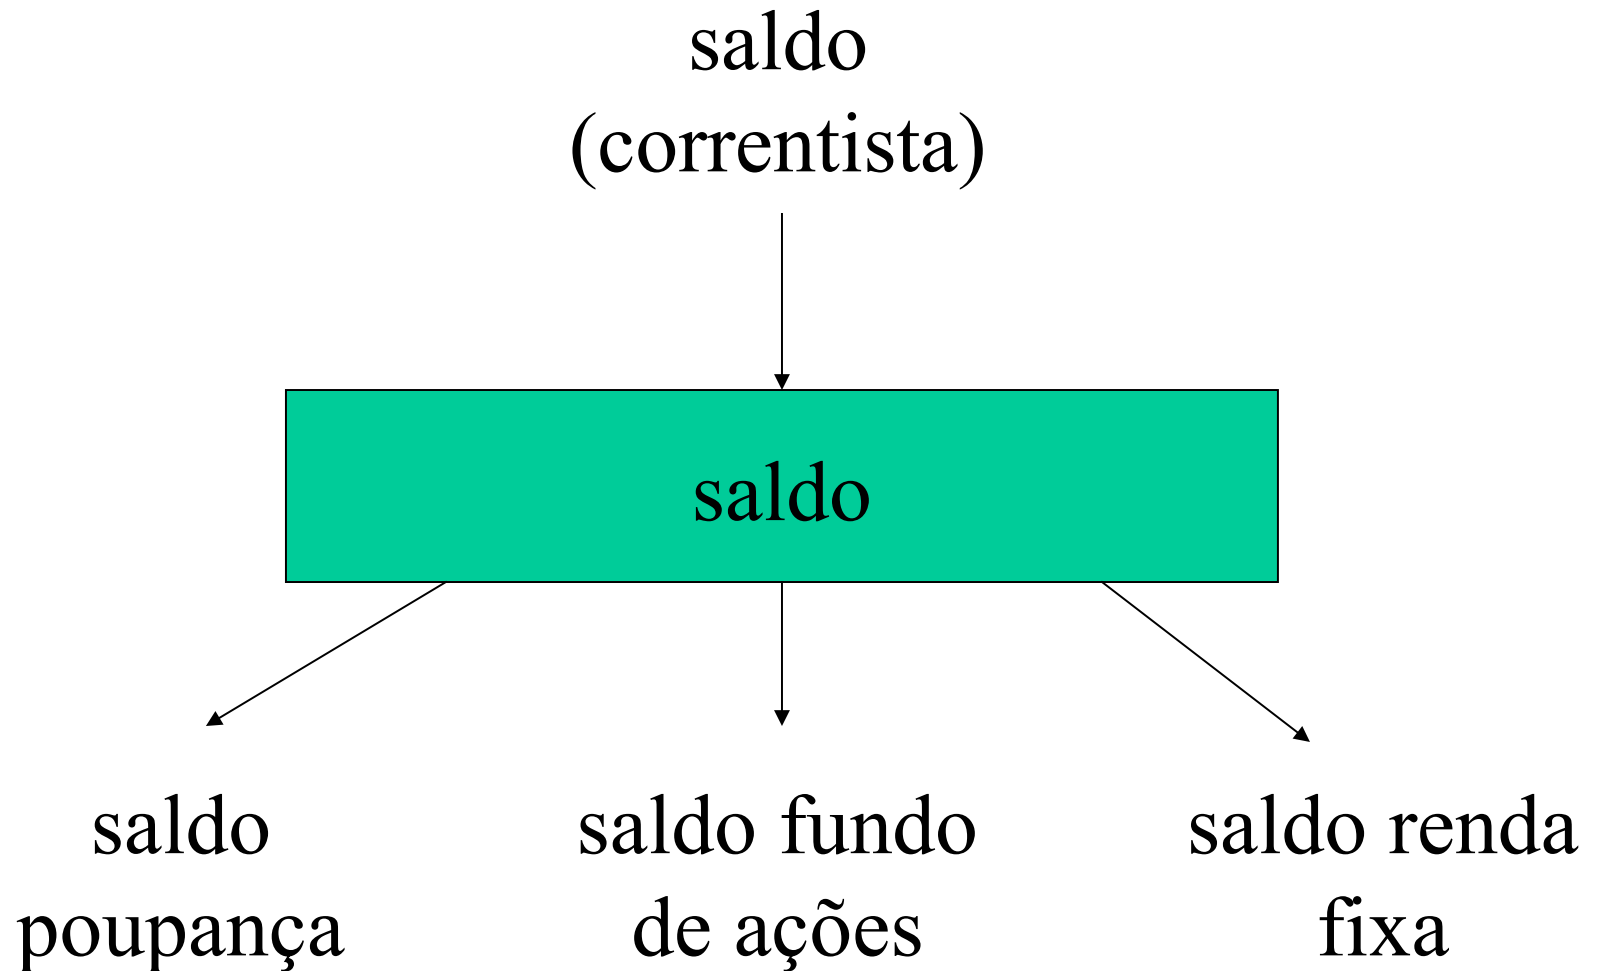 saldo
(correntista)
saldo
saldo
poupança
saldo fundo
de ações
saldo renda
fixa